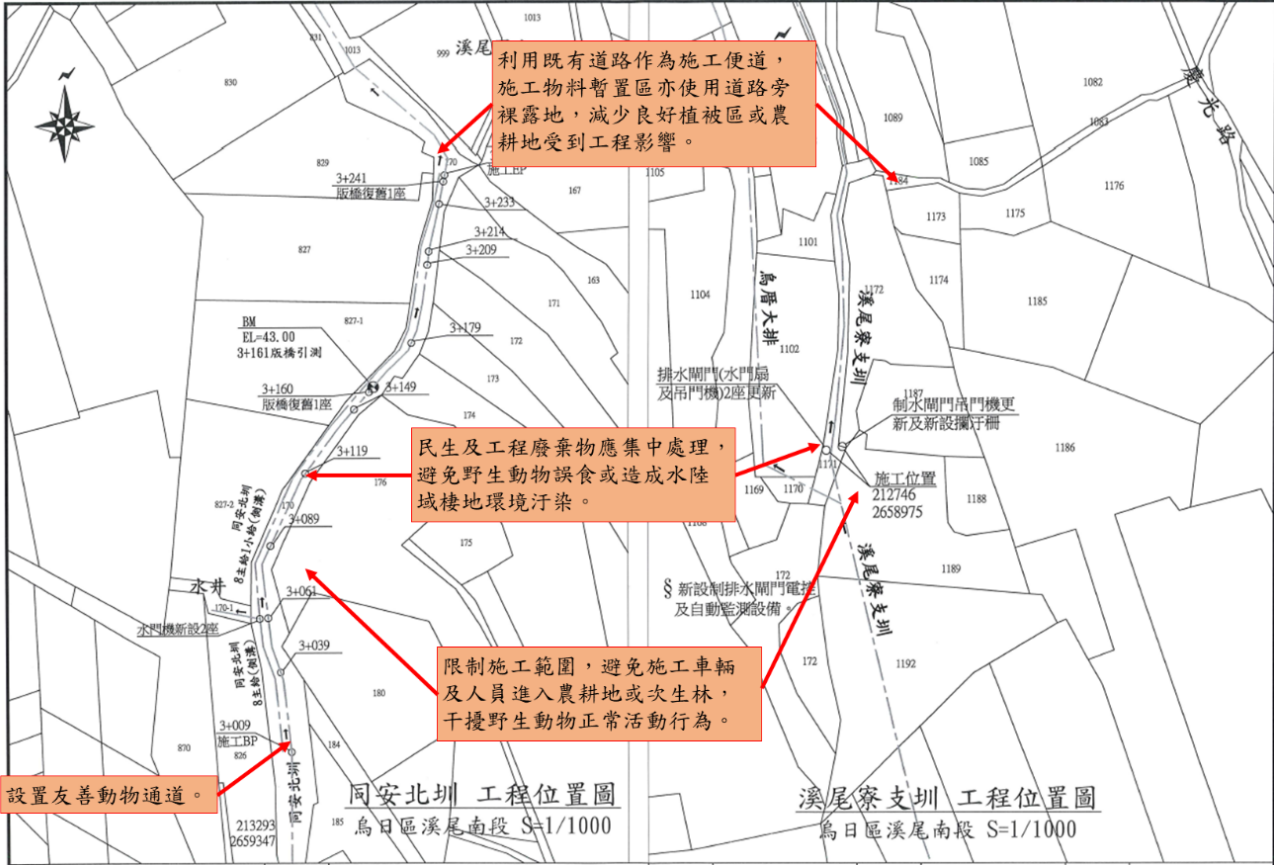 1013
831
1013
999
溪尾
830
利用既有道路作為施工便道，
施工物料暫置區亦使用道路旁
裸露地，減少良好植被區或農
耕地受到工程影響。
1082
慶光路
1083
1089
1085
829
3+241
版橋復舊1座
170
施工EP
167
1105
1184
1176
1173
1175
3+233
827
3+214
3+209
163
1101
1174
171
1104
烏厝大排
溪尾寮支圳
1172
1185
BM
EL=43.00
3+161版橋引測
827-1
3+179
172
1102
173
3+160
版橋復舊1座
3+149
174
排水閘門(水門扇
及吊門機)2座更新
1187
制水閘門吊門機更
新及新設攔汙柵
1186
民生及工程廢棄物應集中處理，
避免野生動物誤食或造成水陸
域棲地環境汙染。
3+119
176
1171
施工位置
212746
2658975
1169
1170
1188
827-2
同安北圳
8主給1小給(側溝)
170
3+089
175
溪尾寮支圳
1189
水井
170-1
3+061
172
§ 新設制排水閘門電控
及自動監測設備。
水門機新設2座
同安北圳
8主給(側溝)
3+039
180
172
1192
限制施工範圍，避免施工車輛
及人員進入農耕地或次生林，
干擾野生動物正常活動行為。
3+009
施工BP
870
826
184
設置友善動物通道。
同安北圳
185
213293
2659347
同安北圳 工程位置圖
烏日區溪尾南段 S=1/1000
溪尾寮支圳 工程位置圖
烏日區溪尾南段 S=1/1000